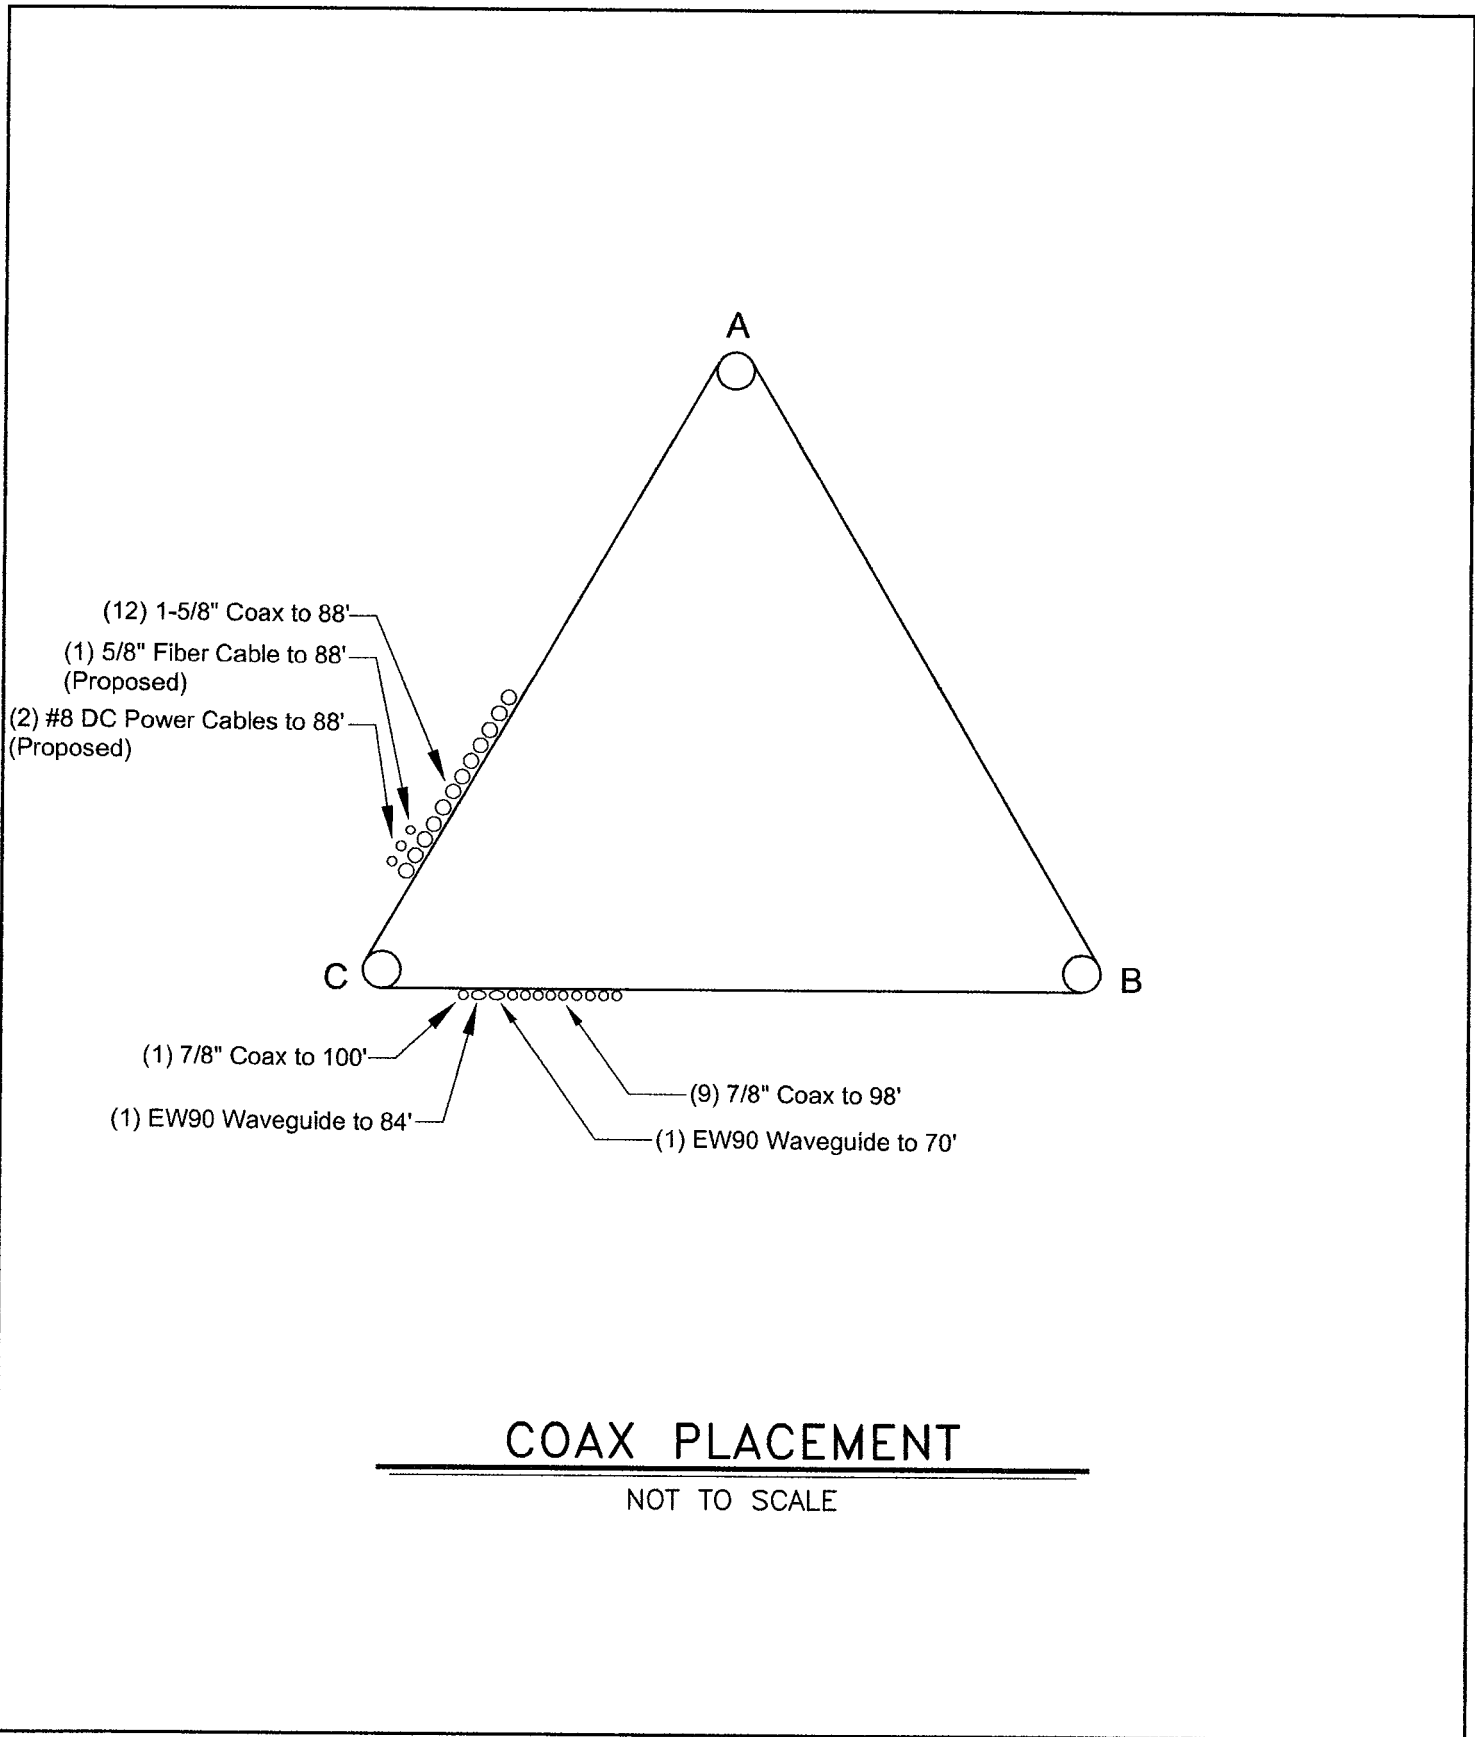 A
(12) 1-5/8" Coax to 88'
(1) 5/8" Fiber Cable to 88'
(Proposed)
(2) #8 DC Power Cables to 88'
(Proposed)
C
B
(1) 7/8" Coax to 100'
(9) 7/8" Coax to 98'
(1) EW90 Waveguide to 84'
(1) EW90 Waveguide to 70'
COAX PLACEMENT
NOT TO SCALE